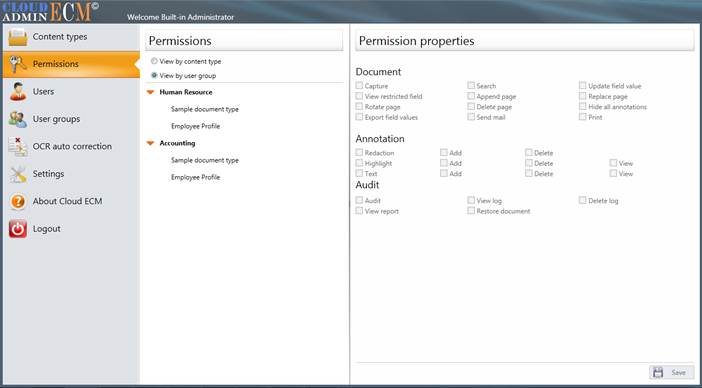 CLOUD ADMIN ECM©
Welcome Built-in Administrator
Content types
Permissions
Users
User groups
OCR auto correction
Settings
About Cloud ECM
Logout
Permissions
View by content type
View by user group
Human Resource
Sample document type
Employee Profile
Accounting
Sample document type
Employee Profile
Permission properties
Document
Capture Search Update field value
View restricted field Append page Replace page
Rotate page Delete page Hide all annotations
Export field values Send mail Print
Annotation
Redaction Add Delete
Highlight Add Delete View
Text Add Delete View
Audit
Audit View log Delete log
View report Restore document
Save